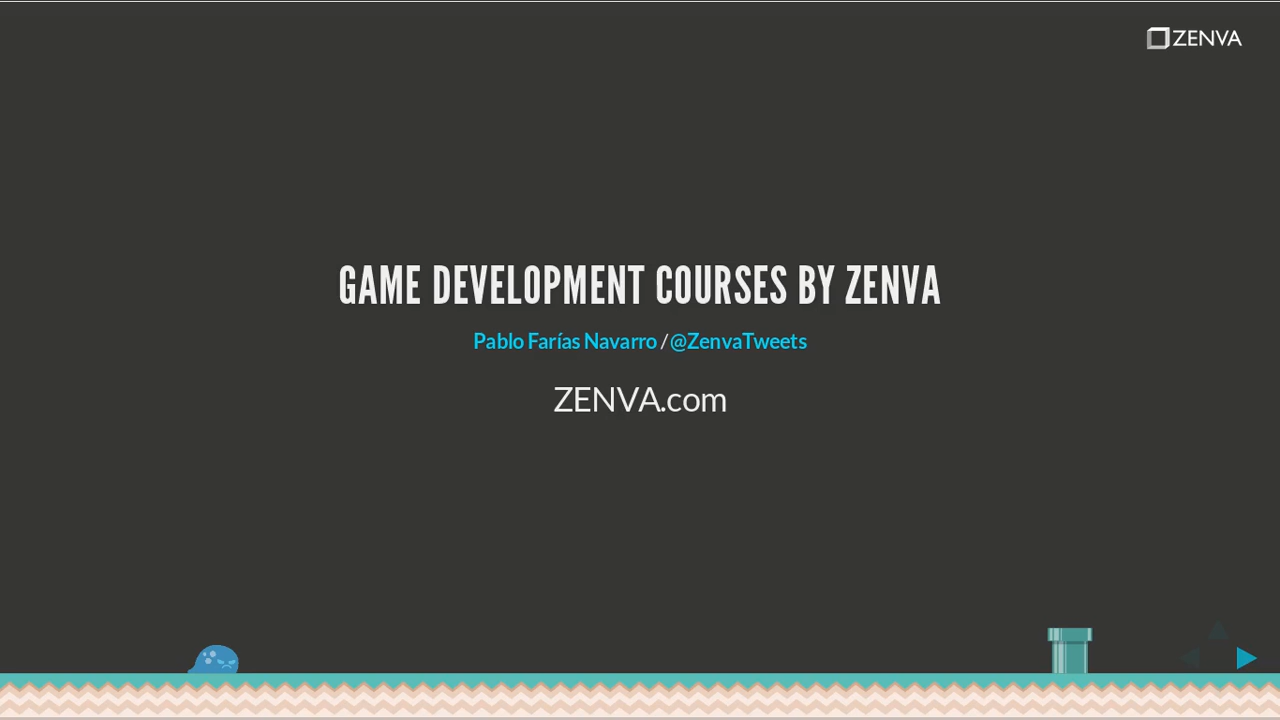 ZENVA
GAME DEVELOPMENT COURSES BY ZENVA
Pablo Farías Navarro / @ZenvaTweets
ZENVA.com